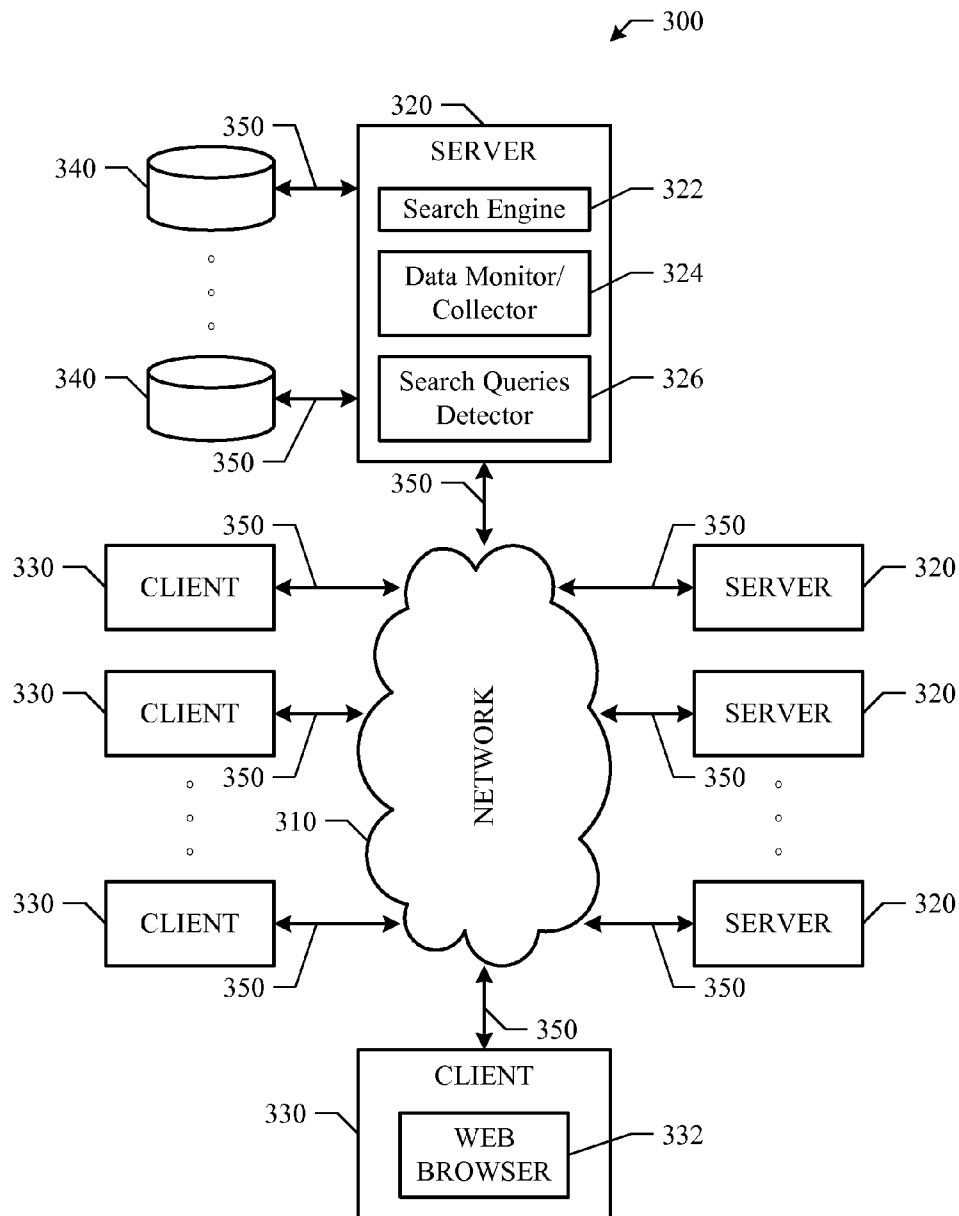 300
320
350
SERVER
340
322
Search Engine
324
Data Monitor/
Collector
340
326
Search Queries
Detector
350
350
350
350
330
CLIENT
SERVER
320
330
CLIENT
SERVER
320
350
350
NETWORK
310
330
CLIENT
SERVER
320
350
350
350
CLIENT
330
WEB
BROWSER
332